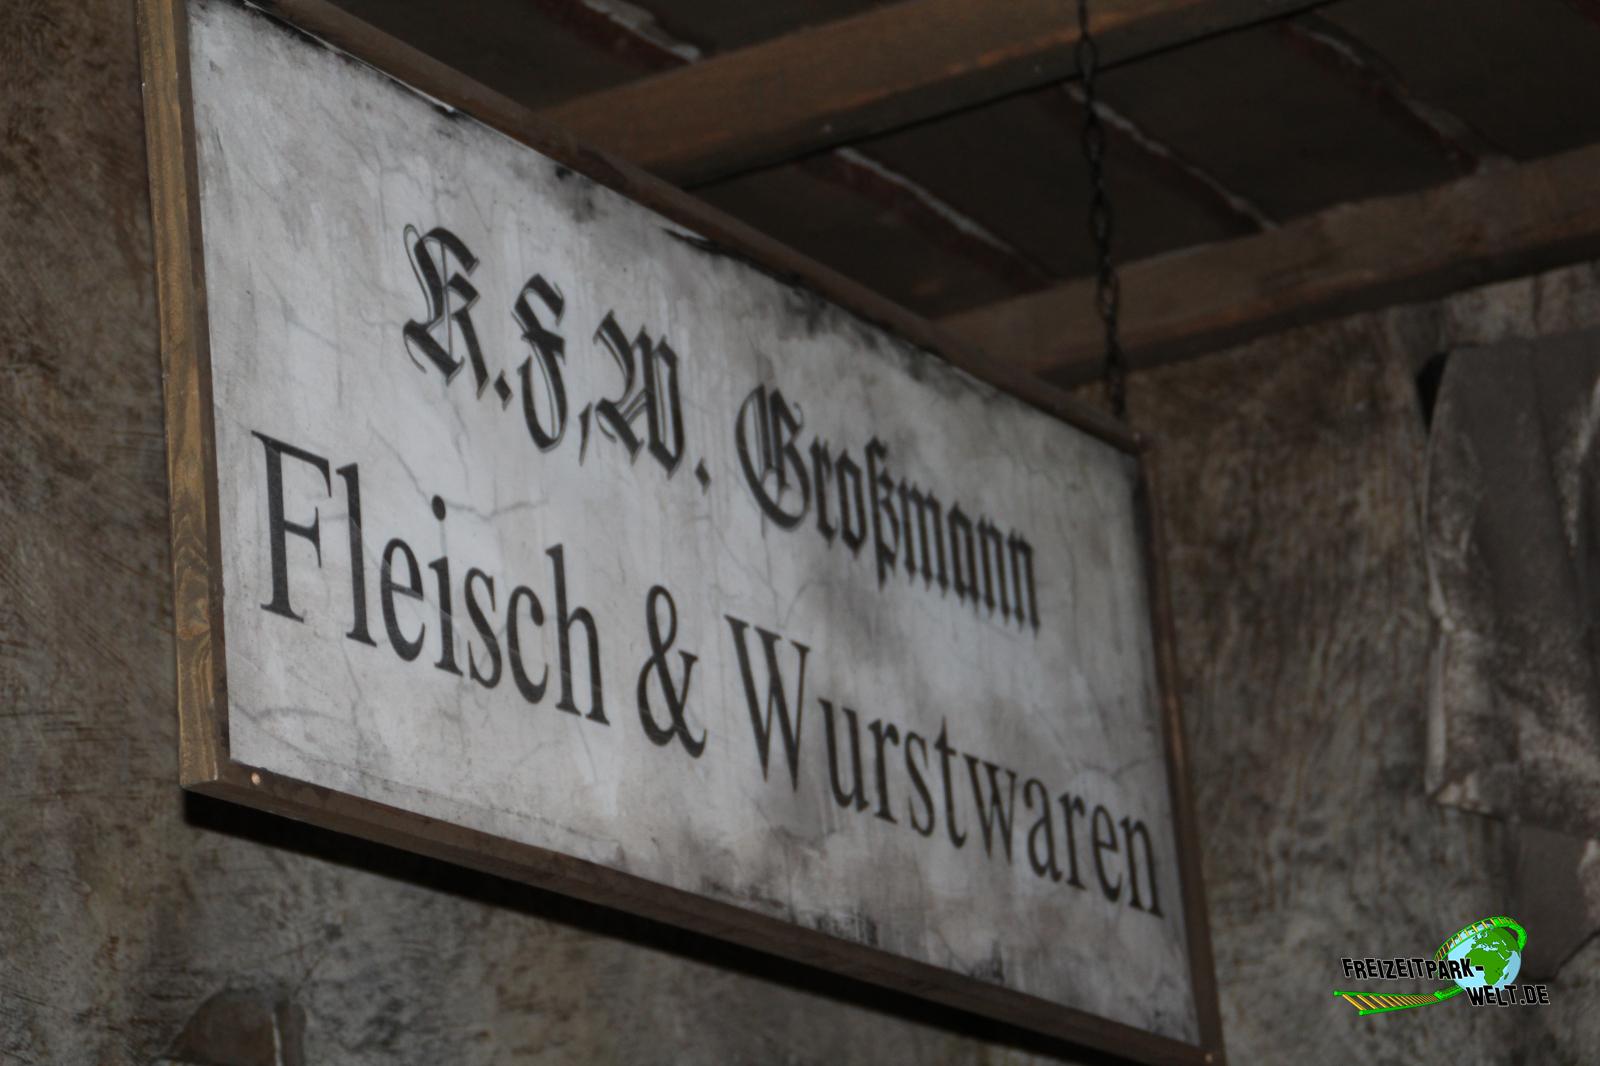 K.F.W. Großmann
Fleisch & Wurstwaren
FREIZEITPARK-
WELT.DE